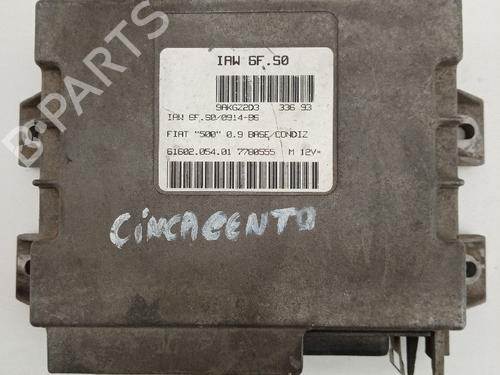 IAW 6F.S0
9AKGZ2D3 336 93
IAW 6F.S0/0914-B6
FIAT "500" 0.9 BASE/CONDIZ
61602.054.01 7780555 M 12V=
CINCACENTO
B-PARTS